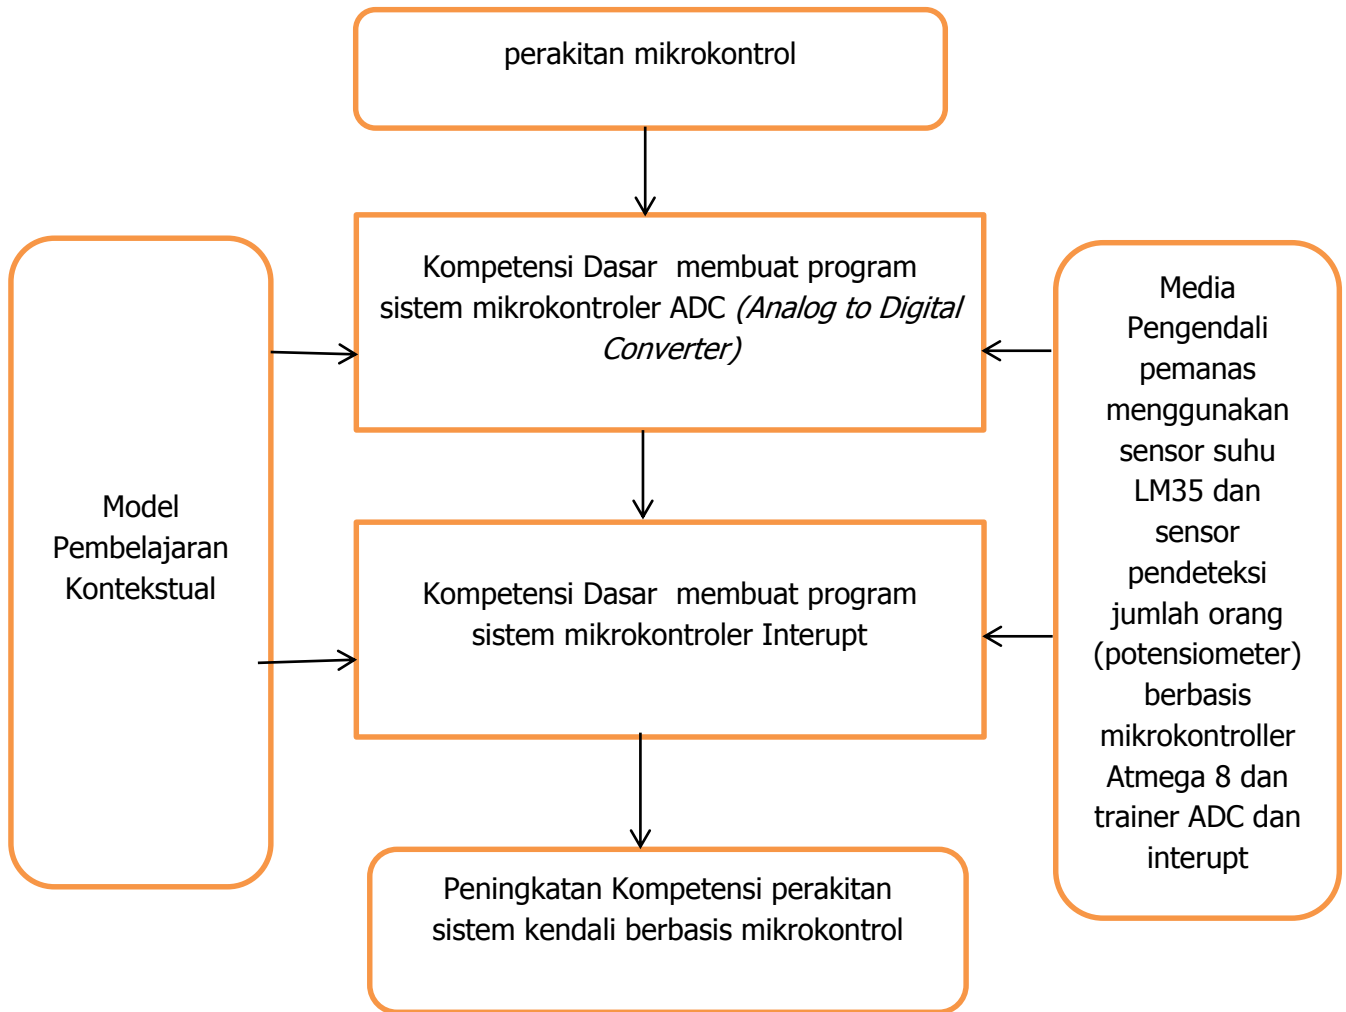 perakitan mikrokontrol
Kompetensi Dasar membuat program
sistem mikrokontroler ADC (Analog to Digital
Converter)
Model
Pembelajaran
Kontekstual
Kompetensi Dasar membuat program
sistem mikrokontroler Interupt
Media
Pengendali
pemanas
menggunakan
sensor suhu
LM35 dan
sensor
pendeteksi
jumlah orang
(potensiometer)
berbasis
mikrokontroller
Atmega 8 dan
trainer ADC dan
interupt
Peningkatan Kompetensi perakitan
sistem kendali berbasis mikrokontrol